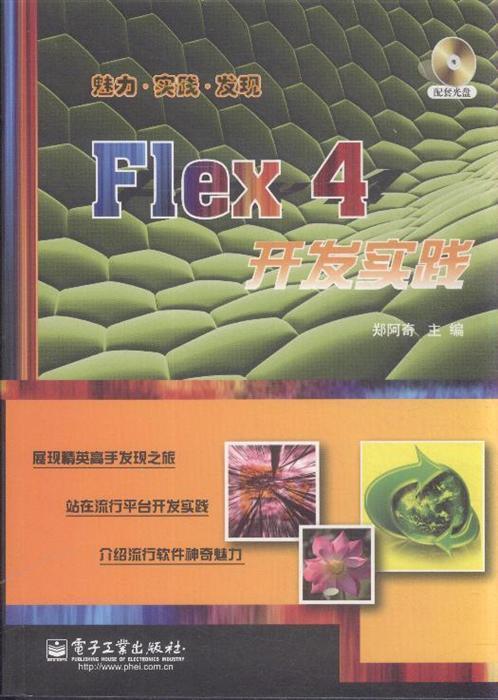 魅力·实践·发现
配套光盘
Flex 4
开发实践
郑阿奇 主编
展现精英高手发现之旅
站在流行平台开发实践
介绍流行软件神奇魅力
電子工業出版社·
PUBLISHING HOUSE OF ELECTRONICS INDUSTRY
http://www.phei.com.cn